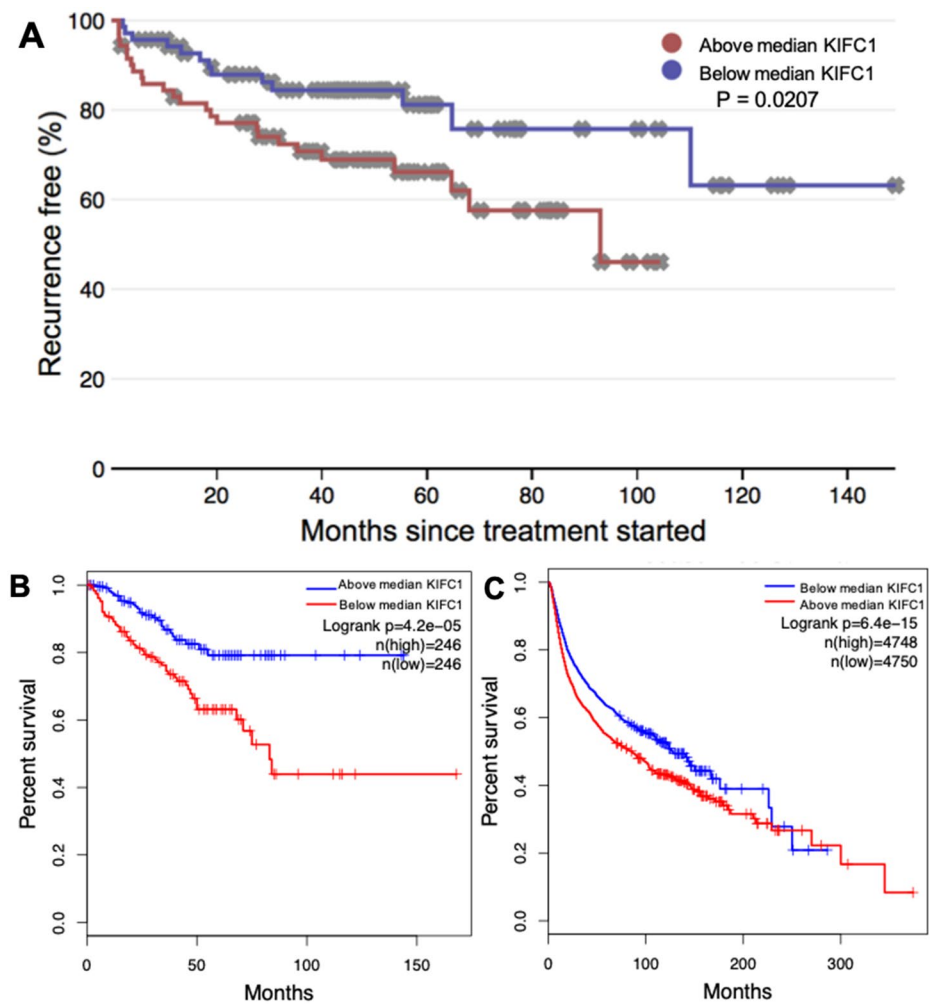 A
100
80
60
40
20
0
Recurrence free (%)
Above median KIFC1
Below median KIFC1
P = 0.0207
20 40 60 80 100 120 140
Months since treatment started
B
1.0
0.8
0.6
0.4
0.2
0.0
Percent survival
Above median KIFC1
Below median KIFC1
Logrank p=4.2e−05
n(high)=246
n(low)=246
0 50 100 150
Months
C
1.0
0.8
0.6
0.4
0.2
0.0
Percent survival
Below median KIFC1
Above median KIFC1
Logrank p=6.4e−15
n(high)=4748
n(low)=4750
0 100 200 300
Months